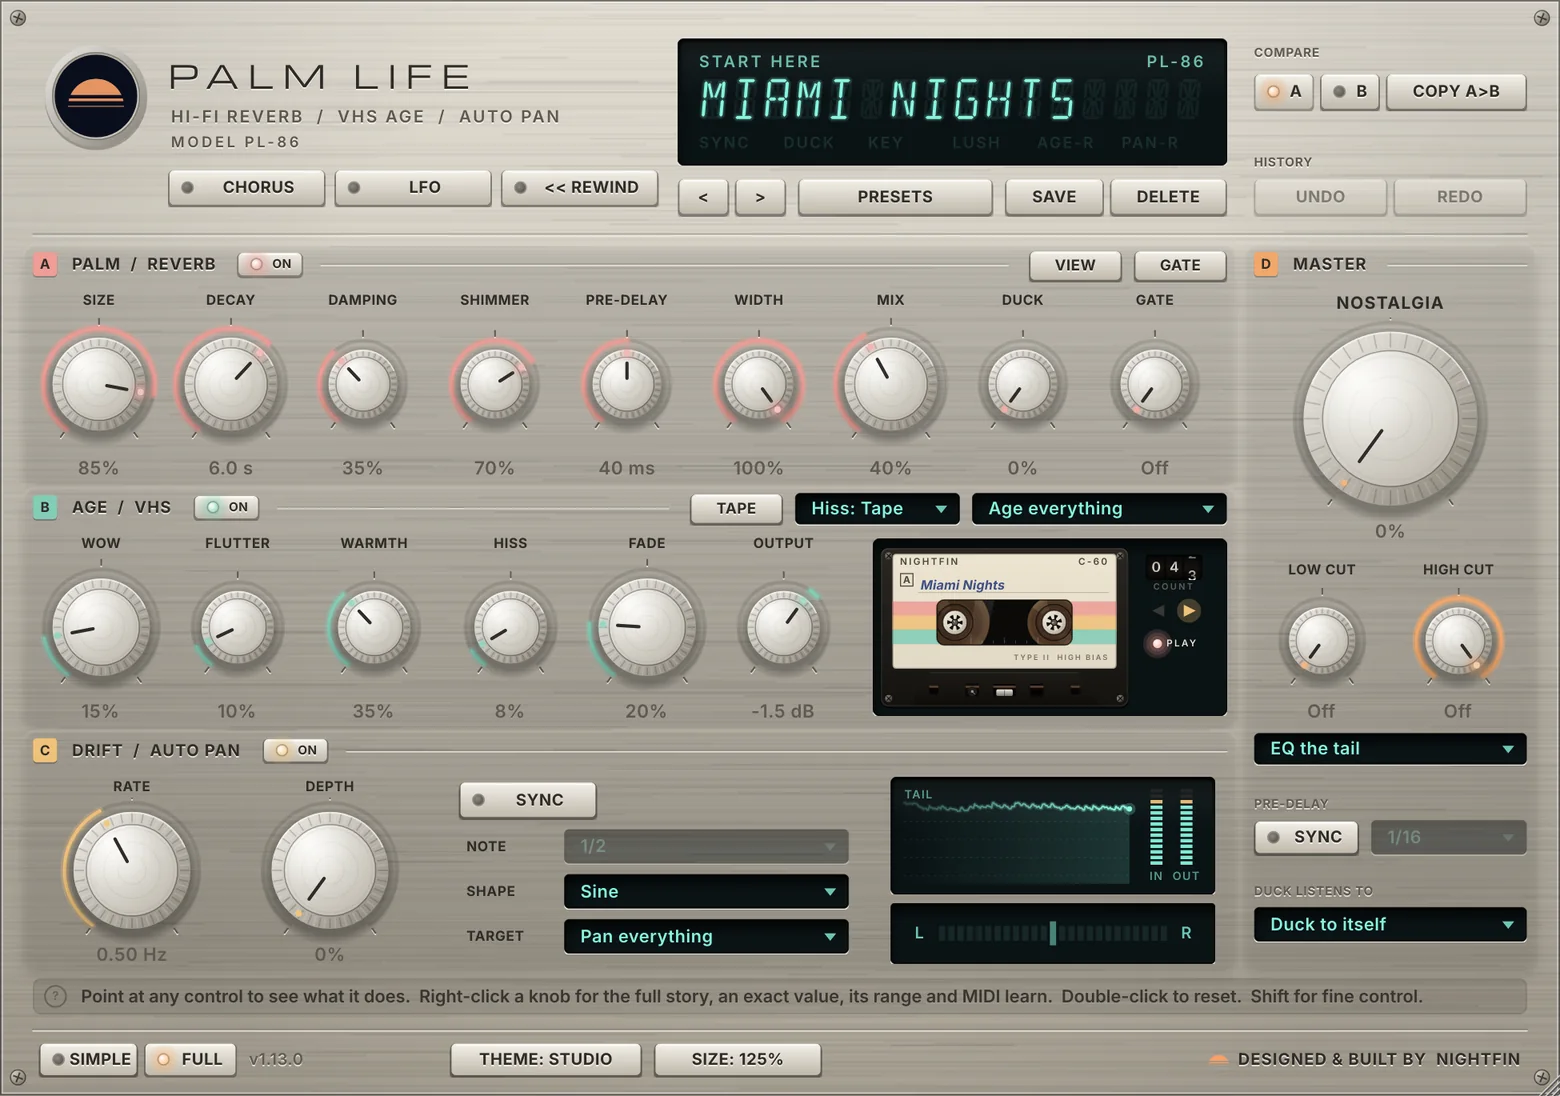 PALM LIFE
HI-FI REVERB / VHS AGE / AUTO PAN
MODEL PL-86
CHORUS
LFO
<< REWIND
START HERE
PL-86
MIAMI NIGHTS
SYNC DUCK KEY LUSH AGE-R PAN-R
<
>
PRESETS
SAVE
DELETE
COMPARE
A
B
COPY A>B
HISTORY
UNDO
REDO
A PALM / REVERB ON
VIEW
GATE
SIZE DECAY DAMPING SHIMMER PRE-DELAY WIDTH MIX DUCK GATE
85% 6.0 s 35% 70% 40 ms 100% 40% 0% Off
B AGE / VHS ON
TAPE
Hiss: Tape
Age everything
WOW FLUTTER WARMTH HISS FADE OUTPUT
15% 10% 35% 8% 20% -1.5 dB
NIGHTFIN C-60
A Miami Nights
TYPE II HIGH BIAS
0 4 3
COUNT
PLAY
C DRIFT / AUTO PAN ON
RATE DEPTH
0.50 Hz 0%
SYNC
NOTE 1/2
SHAPE Sine
TARGET Pan everything
TAIL
IN OUT
L R
D MASTER
NOSTALGIA
0%
LOW CUT HIGH CUT
Off Off
EQ the tail
PRE-DELAY
SYNC 1/16
DUCK LISTENS TO
Duck to itself
? Point at any control to see what it does. Right-click a knob for the full story, an exact value, its range and MIDI learn. Double-click to reset. Shift for fine control.
SIMPLE
FULL
v1.13.0
THEME: STUDIO
SIZE: 125%
DESIGNED & BUILT BY NIGHTFIN